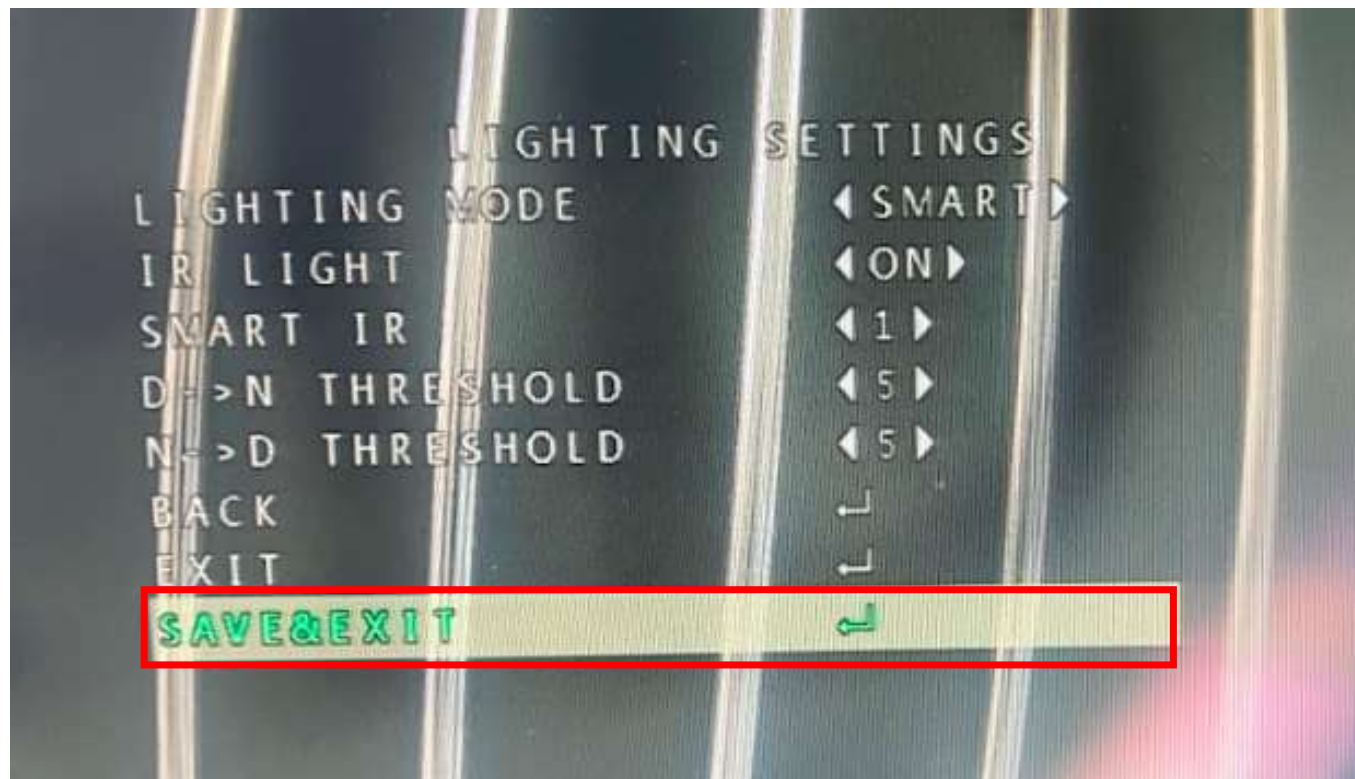 LIGHTING SETTINGS
LIGHTING MODE ◀SMART▶
IR LIGHT ◀ON▶
SMART IR ◀1▶
D->N THRESHOLD ◀5▶
N->D THRESHOLD ◀5▶
BACK ↵
EXIT ↵
SAVE&EXIT ↵